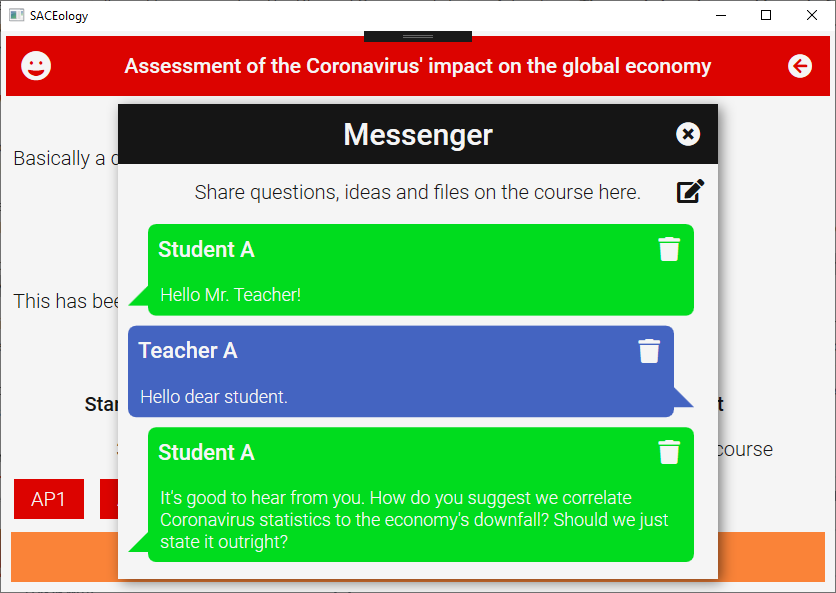 SACEology
Assessment of the Coronavirus' impact on the global economy
Messenger
Basically a
Share questions, ideas and files on the course here.
Student A
Hello Mr. Teacher!
This has
Teacher A
Hello dear student.
course
Student A
It's good to hear from you. How do you suggest we correlate
Coronavirus statistics to the economy's downfall? Should we just
state it outright?
AP1